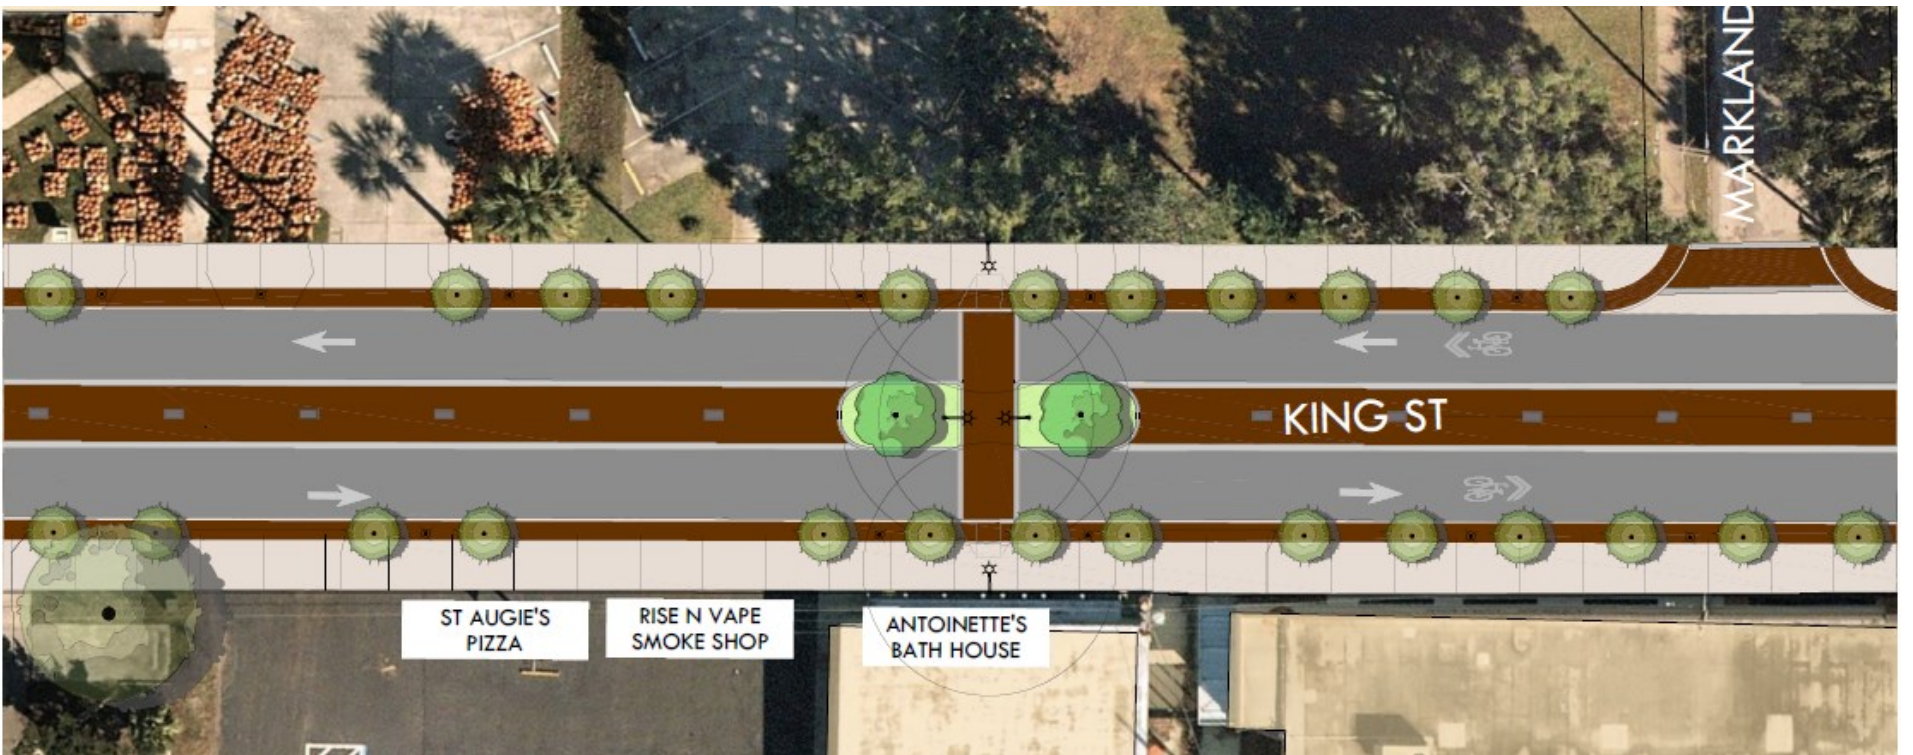 MARKLAND
KING ST
ST AUGIE'S
PIZZA
RISE N VAPE
SMOKE SHOP
ANTOINETTE'S
BATH HOUSE